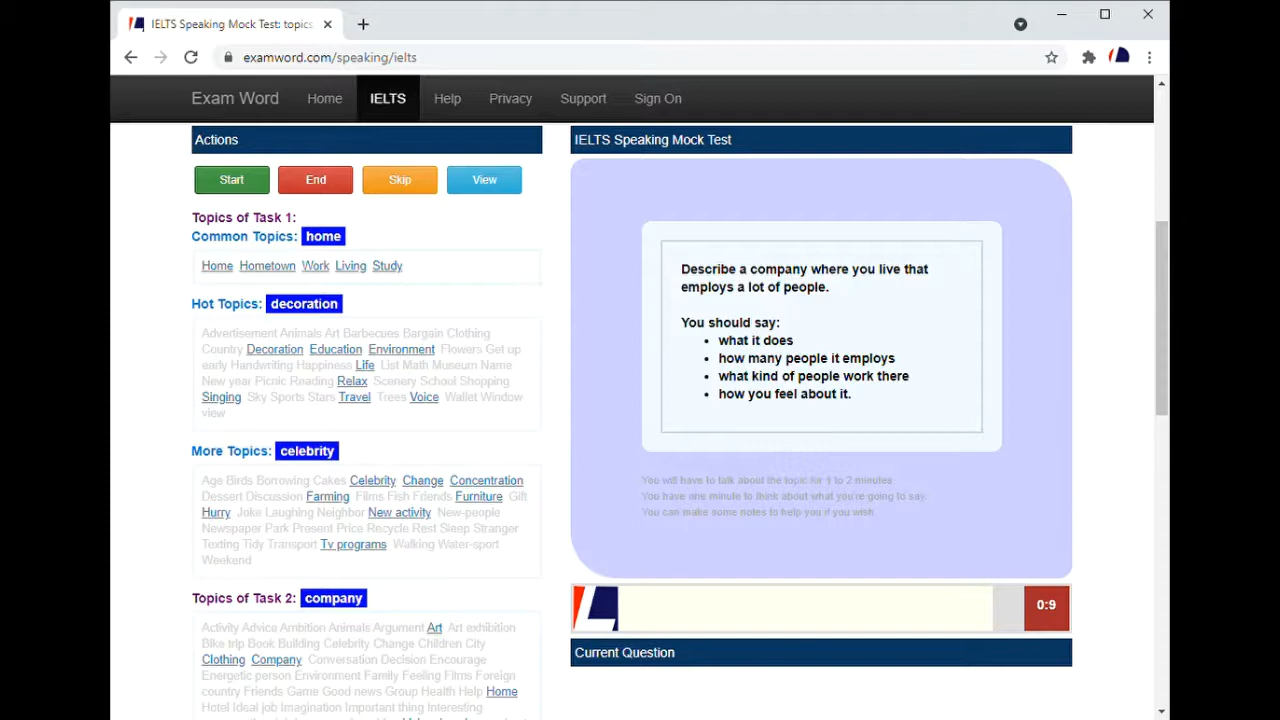 IELTS Speaking Mock Test: topics
examword.com/speaking/ielts
Exam Word Home IELTS Help Privacy Support Sign On
Actions
Start End Skip View
Topics of Task 1:
Common Topics: home
Home Hometown Work Living Study
Hot Topics: decoration
Advertisement Animals Art Barbecues Bargain Clothing
Country Decoration Education Environment Flowers Get up
early Handwriting Happiness Life List Math Museum Name
New year Picnic Reading Relax Scenery School Shopping
Singing Sky Sports Stars Travel Trees Voice Wallet Window
view
More Topics: celebrity
Age Birds Borrowing Cakes Celebrity Change Concentration
Dessert Discussion Farming Films Fish Friends Furniture Gift
Hurry Joke Laughing Neighbor New activity New-people
Newspaper Park Present Price Recycle Rest Sleep Stranger
Texting Tidy Transport Tv programs Walking Water-sport
Weekend
Topics of Task 2: company
Activity Advice Ambition Animals Argument Art Art exhibition
Bike trip Book Building Celebrity Change Children City
Clothing Company Conversation Decision Encourage
Energetic person Environment Family Feeling Films Foreign
country Friends Game Good news Group Health Help Home
Hotel Ideal job Imagination Important thing Interesting
IELTS Speaking Mock Test
Describe a company where you live that
employs a lot of people.
You should say:
• what it does
• how many people it employs
• what kind of people work there
• how you feel about it.
You will have to talk about the topic for 1 to 2 minutes
You have one minute to think about what you're going to say.
You can make some notes to help you if you wish.
0:9
Current Question